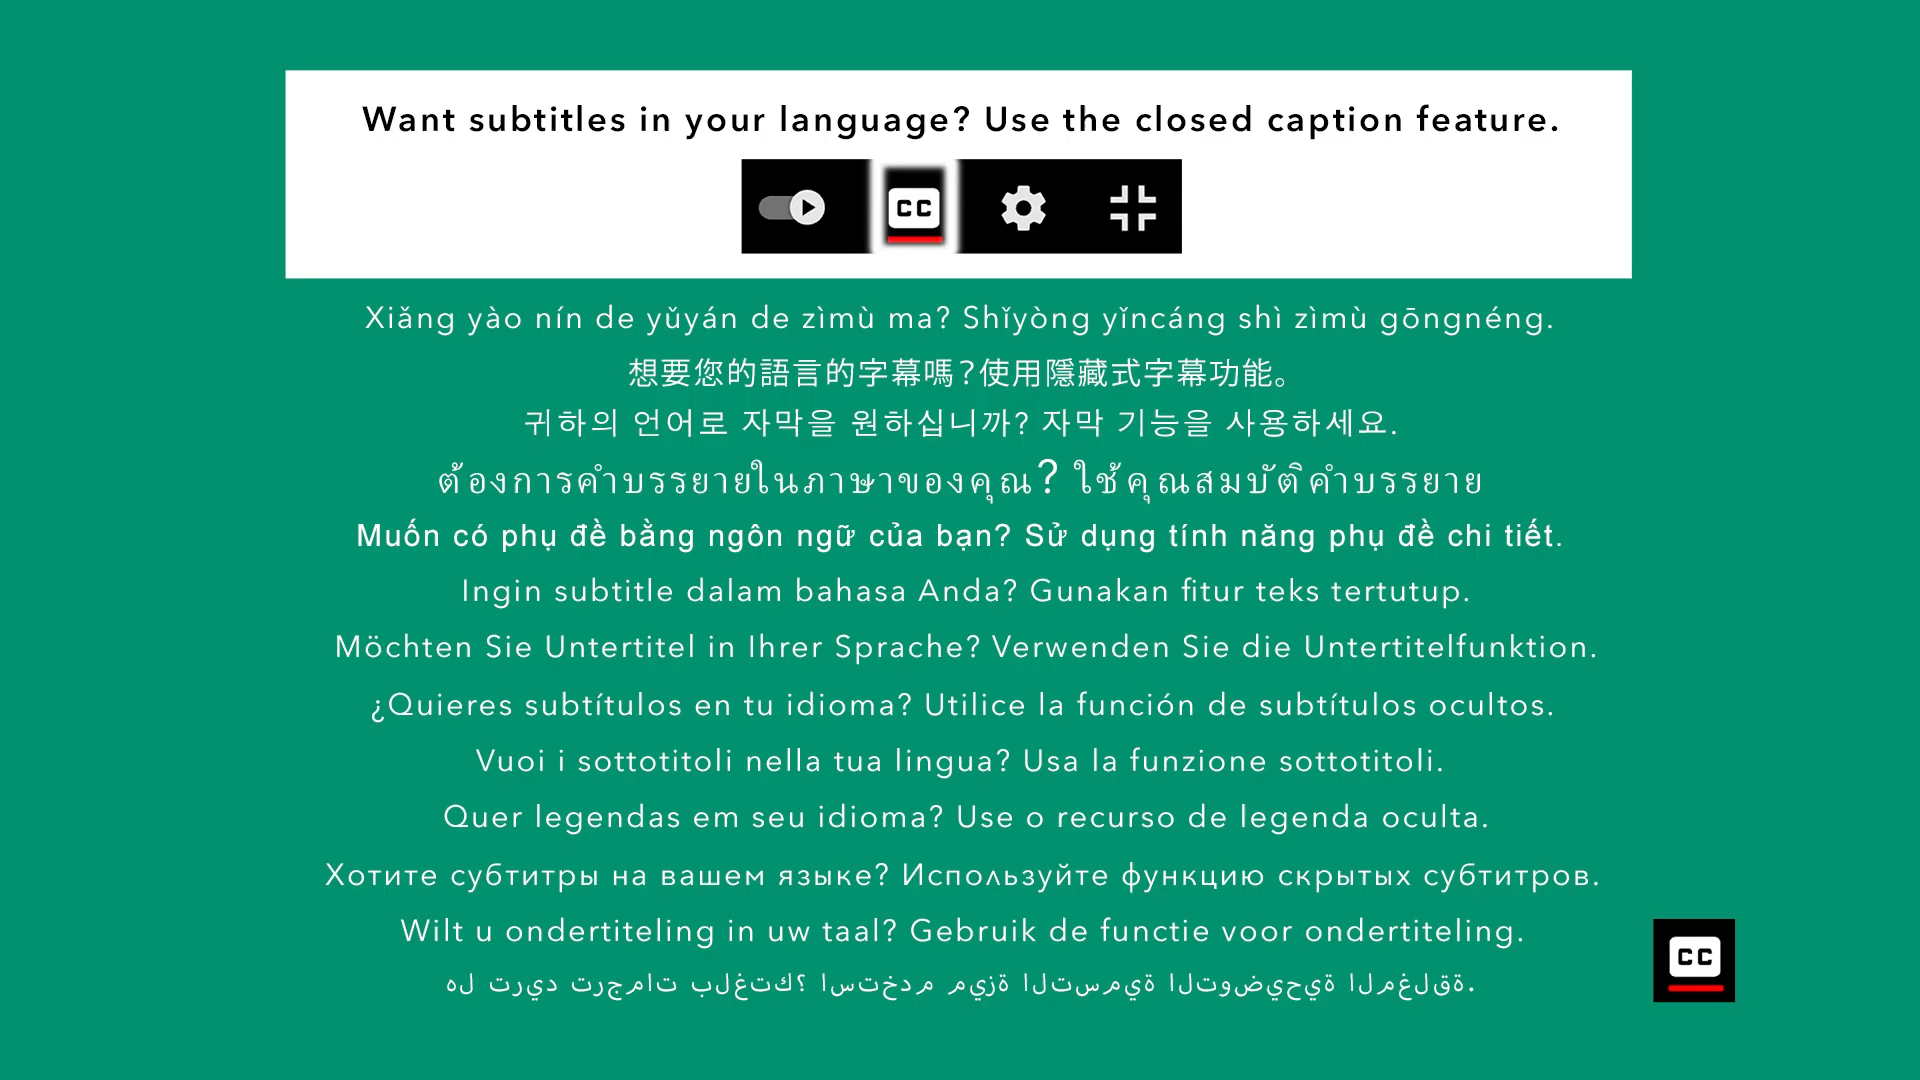 Want subtitles in your language? Use the closed caption feature.
CC
Xiǎng yào nín de yǔyán de zìmù ma? Shǐyòng yǐncáng shì zìmù gōngnéng.
想要您的語言的字幕嗎?使用隱藏式字幕功能。
귀하의 언어로 자막을 원하십니까? 자막 기능을 사용하세요.
ต้องการคำบรรยายในภาษาของคุณ? ใช้คุณสมบัติคำบรรยาย
Muốn có phụ đề bằng ngôn ngữ của bạn? Sử dụng tính năng phụ đề chi tiết.
Ingin subtitle dalam bahasa Anda? Gunakan fitur teks tertutup.
Möchten Sie Untertitel in Ihrer Sprache? Verwenden Sie die Untertitelfunktion.
¿Quieres subtítulos en tu idioma? Utilice la función de subtítulos ocultos.
Vuoi i sottotitoli nella tua lingua? Usa la funzione sottotitoli.
Quer legendas em seu idioma? Use o recurso de legenda oculta.
Хотите субтитры на вашем языке? Используйте функцию скрытых субтитров.
Wilt u ondertiteling in uw taal? Gebruik de functie voor ondertiteling.
هل تريد ترجمات بلغتك؟ استخدم ميزة التسمية التوضيحية المغلقة.
CC